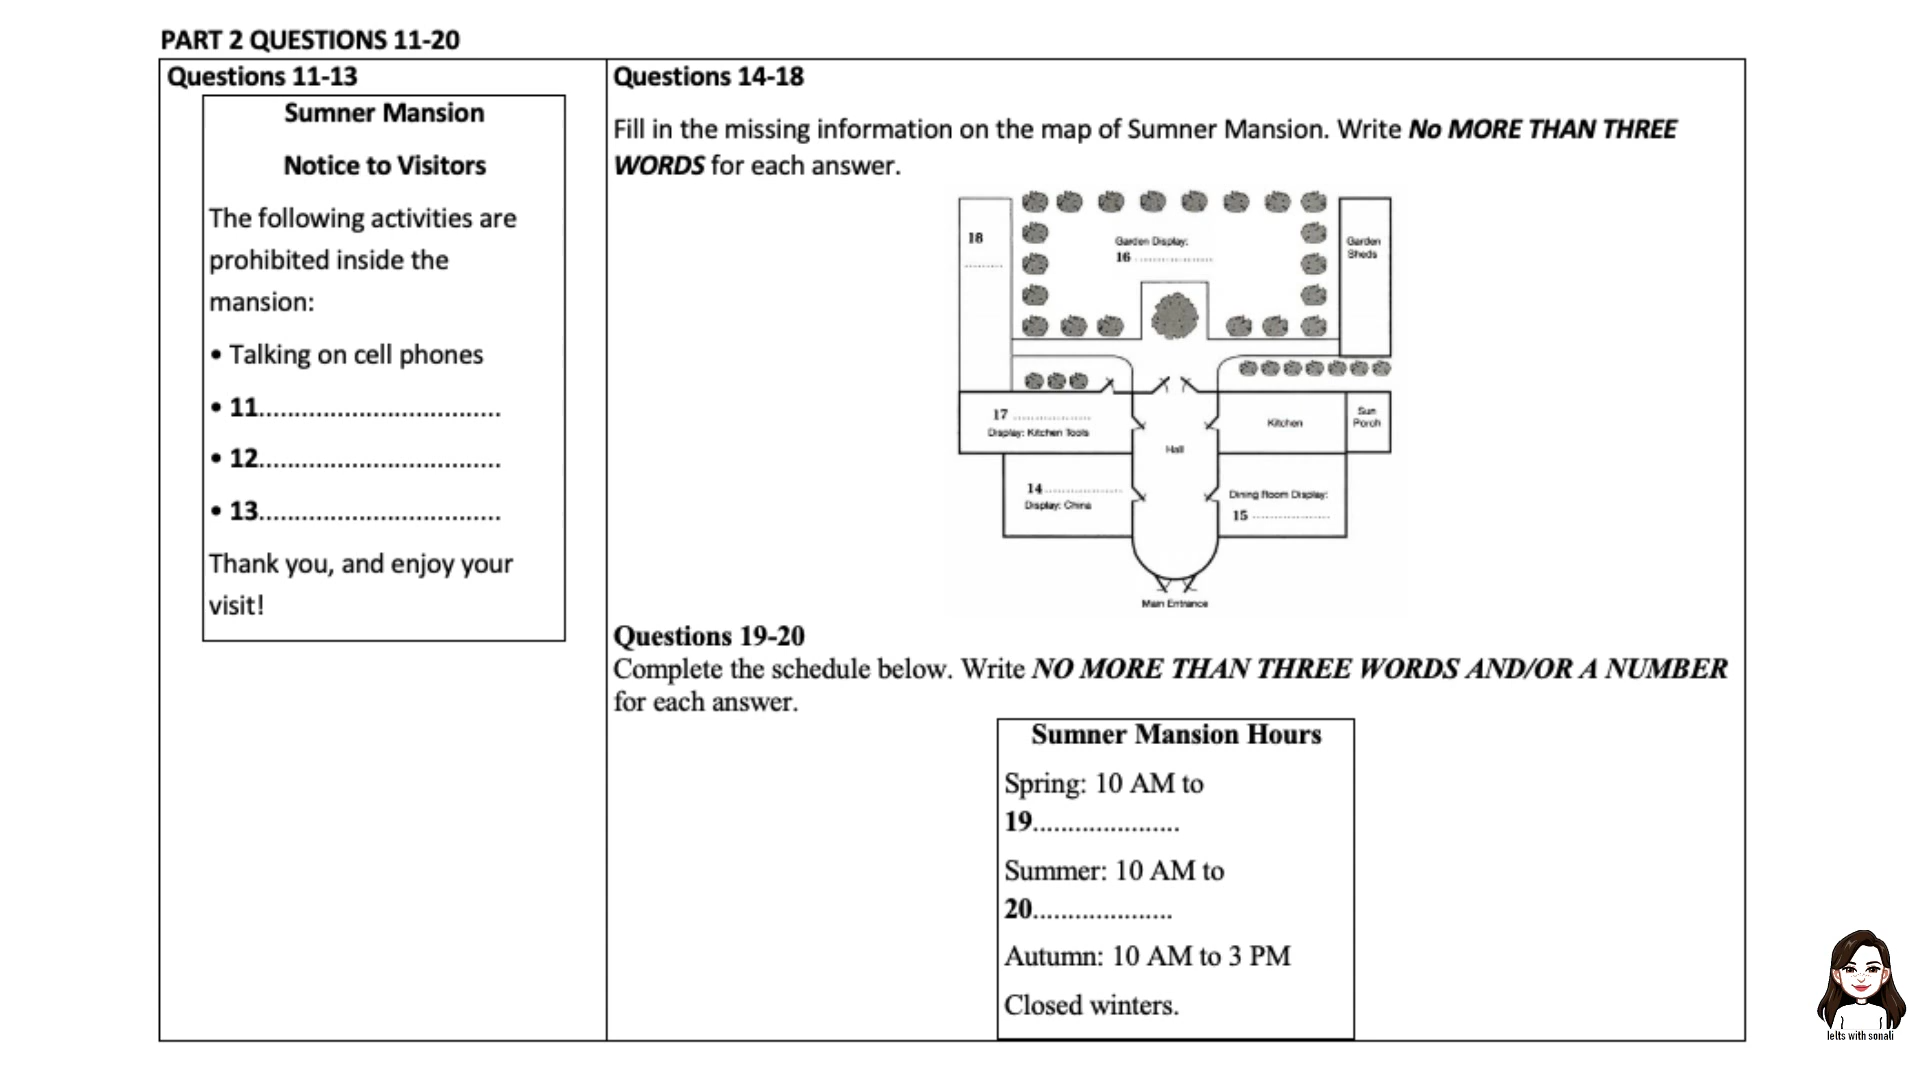 PART 2 QUESTIONS 11-20
Questions 11-13
Sumner Mansion
Notice to Visitors
The following activities are
prohibited inside the
mansion:
• Talking on cell phones
• 11..................................
• 12..................................
• 13..................................
Thank you, and enjoy your
visit!
Questions 14-18
Fill in the missing information on the map of Sumner Mansion. Write No MORE THAN THREE
WORDS for each answer.
18
..........
Garden Display:
16 ....................
Garden
Sheds
17 ....................
Display: Kitchen Tools
Hall
Kitchen
Sun
Porch
14....................
Display: China
Dining Room Display:
15 ....................
Main Entrance
Questions 19-20
Complete the schedule below. Write NO MORE THAN THREE WORDS AND/OR A NUMBER
for each answer.
Sumner Mansion Hours
Spring: 10 AM to
19.....................
Summer: 10 AM to
20....................
Autumn: 10 AM to 3 PM
Closed winters.
Ielts with sonali